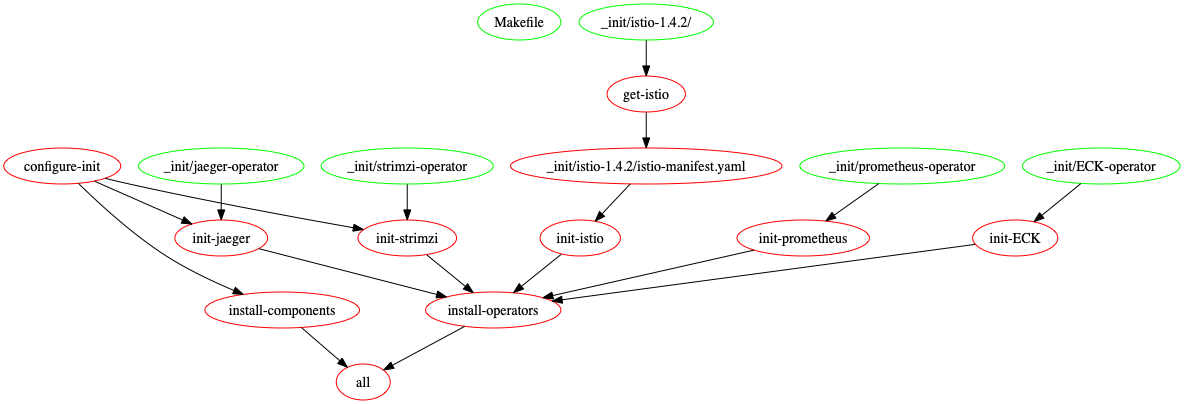 Makefile
_init/istio-1.4.2/
get-istio
configure-init
_init/jaeger-operator
_init/strimzi-operator
_init/istio-1.4.2/istio-manifest.yaml
_init/prometheus-operator
_init/ECK-operator
init-jaeger
init-strimzi
init-istio
init-prometheus
init-ECK
install-components
install-operators
all